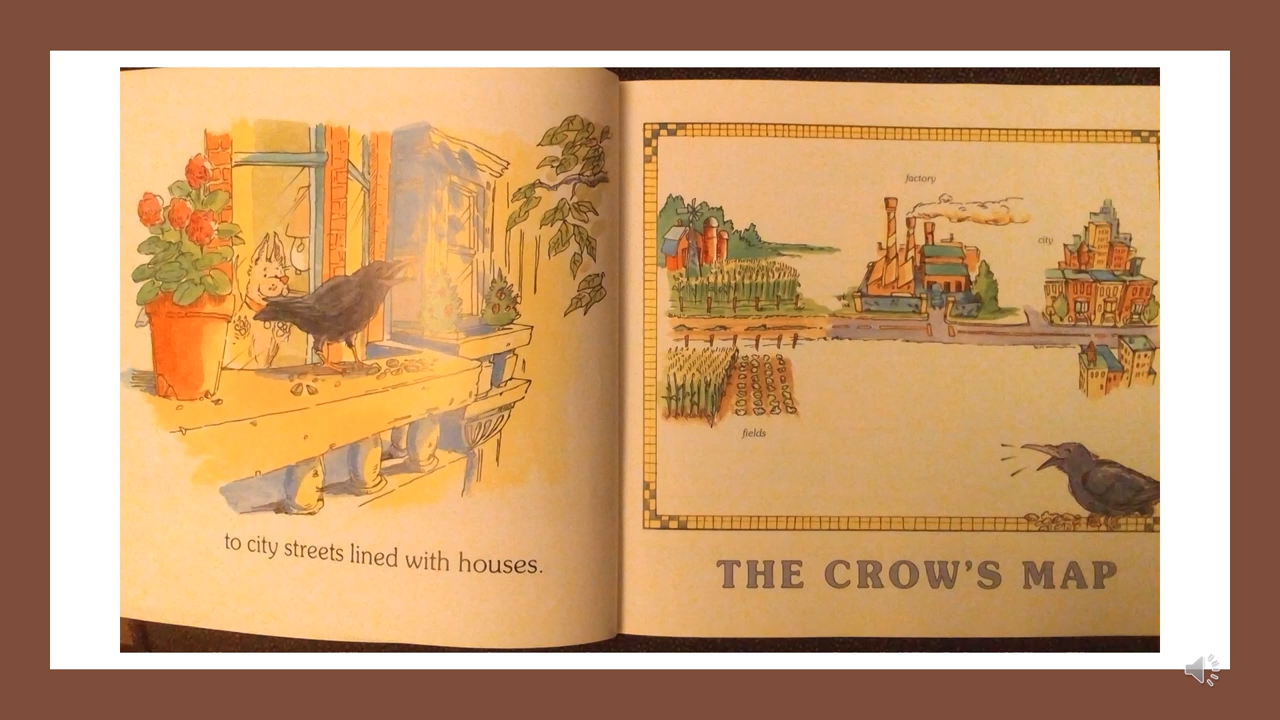 to city streets lined with houses.
factory
city
fields
THE CROW'S MAP